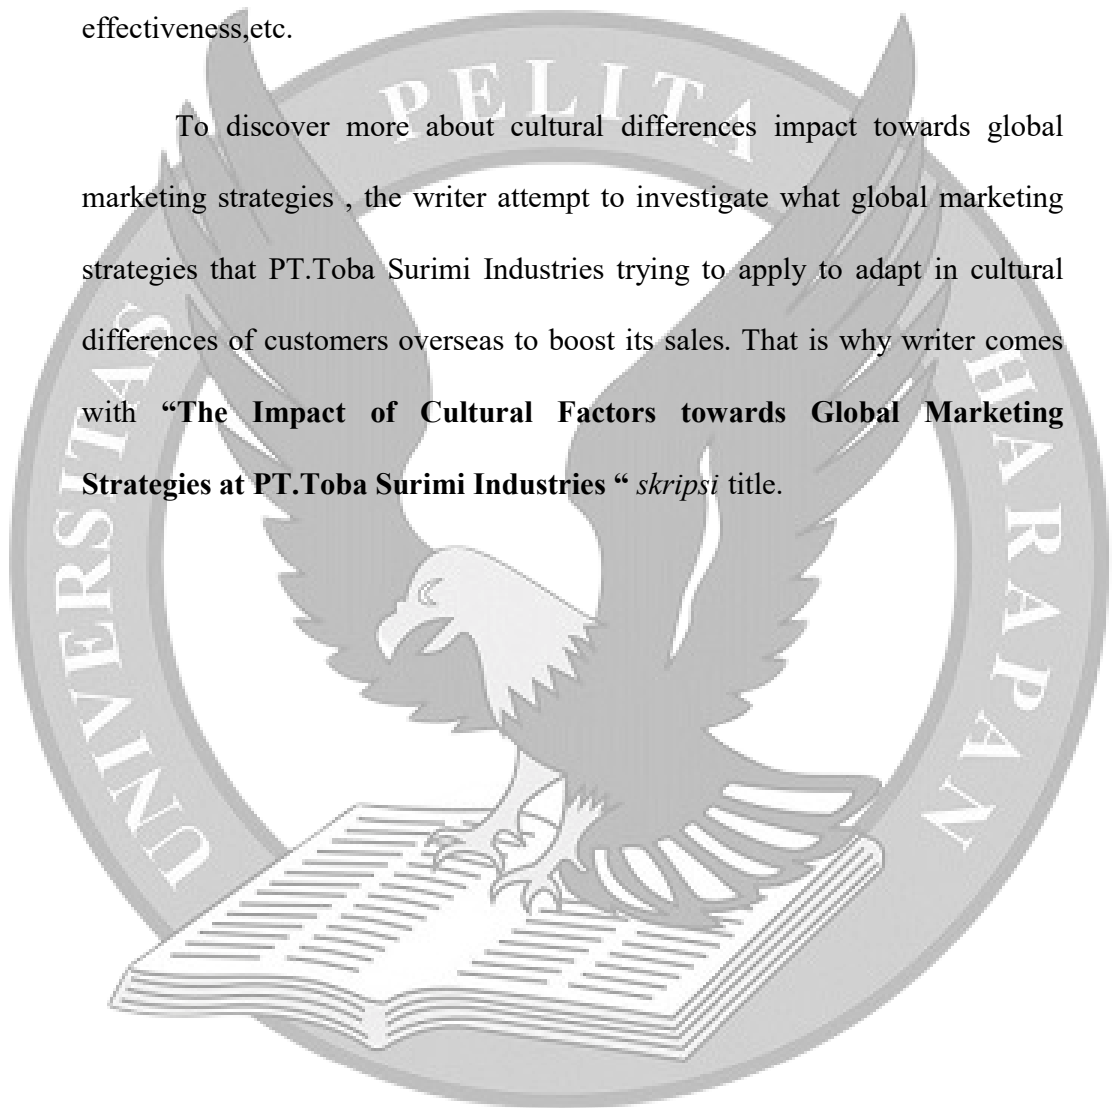 effectiveness,etc.
PELITA
To discover more about cultural differences impact towards global
marketing strategies , the writer attempt to investigate what global marketing
strategies that PT.Toba Surimi Industries trying to apply to adapt in cultural
differences of customers overseas to boost its sales. That is why writer comes
with “The Impact of Cultural Factors towards Global Marketing
Strategies at PT.Toba Surimi Industries “ skripsi title.
UNIVERSITAS
HARAPAN